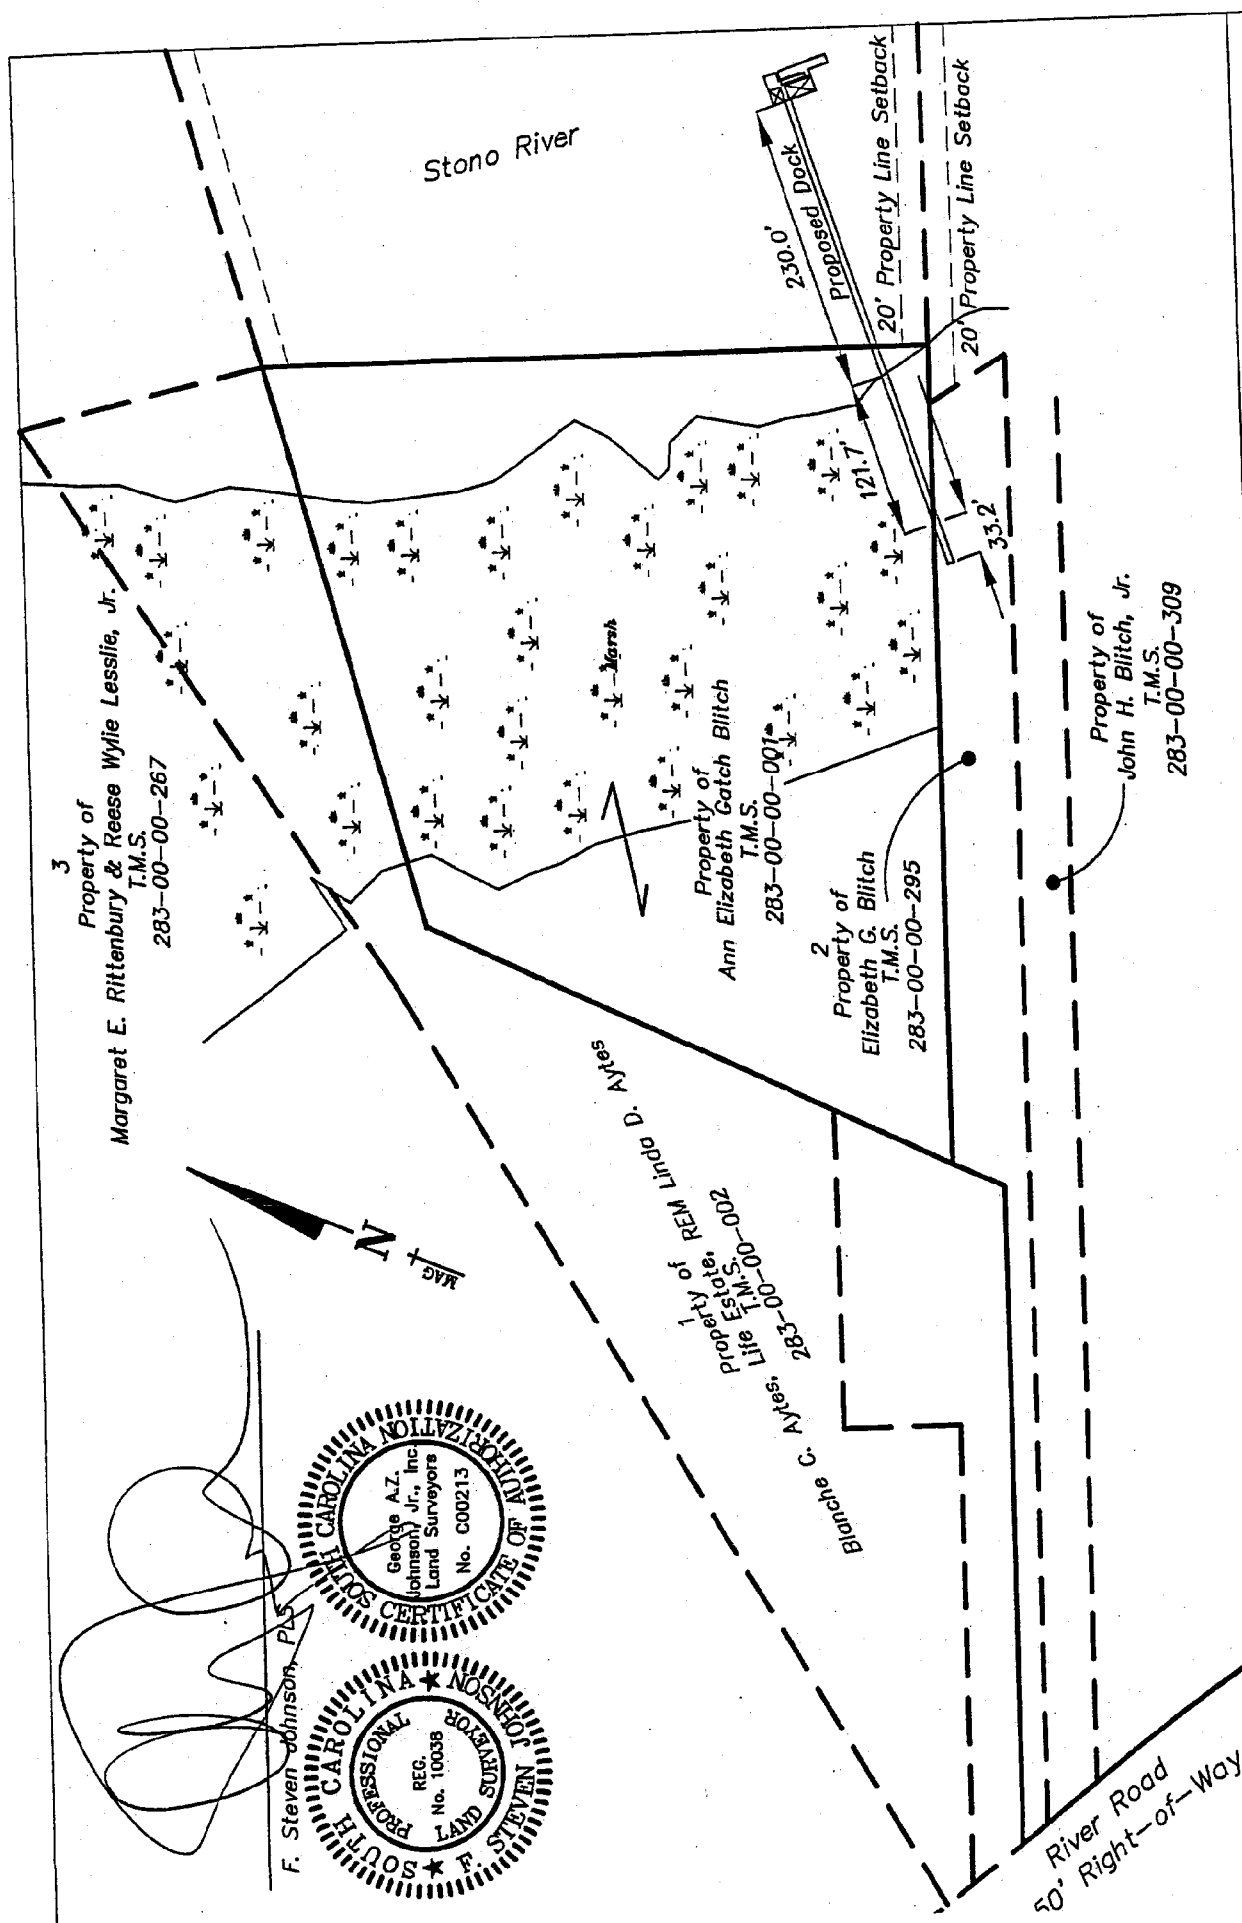 Stono River
230.0'
Proposed Dock
20' Property Line Setback
20' Property Line Setback
121.7'
33.2'
Marsh
3
Property of
Margaret E. Rittenbury & Reese Wylie Lesslie, Jr.
T.M.S.
283-00-00-267
Property of
Ann Elizabeth Gatch Blitch
T.M.S.
283-00-00-001
2
Property of
Elizabeth G. Blitch
T.M.S.
283-00-00-295
Property of
John H. Blitch, Jr.
T.M.S.
283-00-00-309
1
Property of REM Linda D. Aytes
Blanche C. Aytes, Life Estate,
T.M.S.
283-00-00-002
N
MAG
F. Steven Johnson, PLS
SOUTH CAROLINA
F. STEVEN JOHNSON
PROFESSIONAL
LAND SURVEYOR
REG.
No. 10038
SOUTH CAROLINA
CERTIFICATE OF AUTHORIZATION
George A.Z.
Johnson, Jr., Inc.
Land Surveyors
No. C00213
River Road
50' Right-of-Way